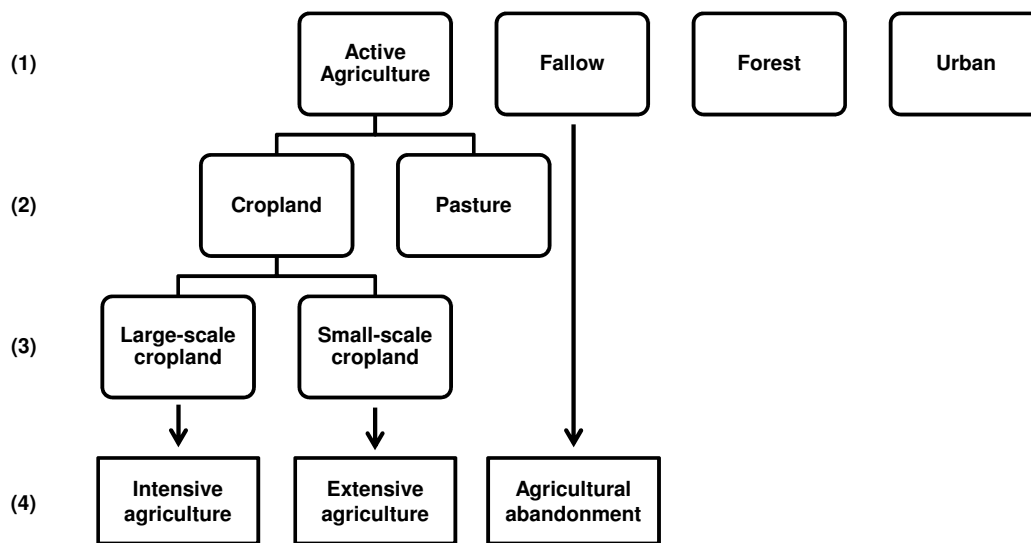 (1)
Active
Agriculture
Fallow
Forest
Urban
(2)
Cropland
Pasture
(3)
Large-scale
cropland
Small-scale
cropland
(4)
Intensive
agriculture
Extensive
agriculture
Agricultural
abandonment